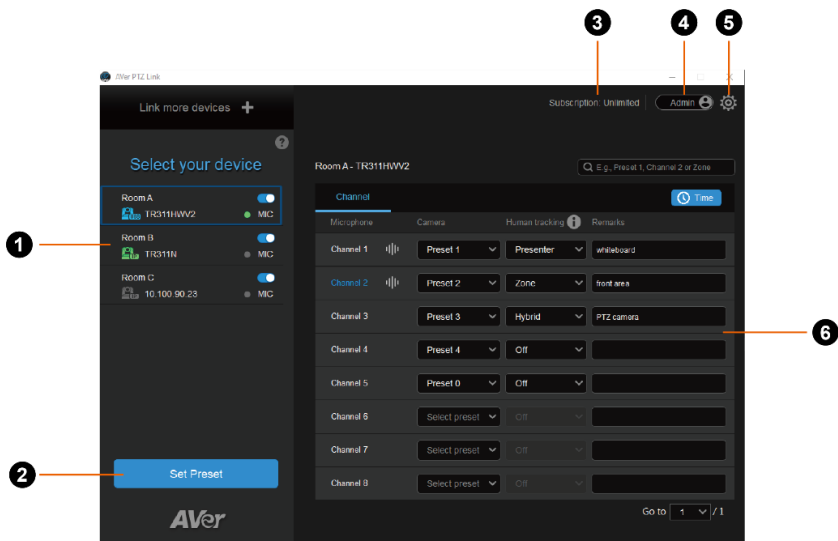 3 4 5
AVer PTZ Link
Link more devices +
Subscription: Unlimited
Admin
?
Select your device
Room A - TR311HWV2
E.g., Preset 1, Channel 2 or Zone
Room A
TR311HWV2
MIC
Channel
Time
Microphone Camera Human tracking i Remarks
1
Room B
TR311N
MIC
Channel 1 Preset 1 Presenter whiteboard
Room C
10.100.90.23
MIC
Channel 2 Preset 2 Zone front area
Channel 3 Preset 3 Hybrid PTZ camera
6
Channel 4 Preset 4 Off
Channel 5 Preset 0 Off
Channel 6 Select preset Off
Channel 7 Select preset Off
2
Set Preset
Channel 8 Select preset Off
AVer
Go to 1 / 1